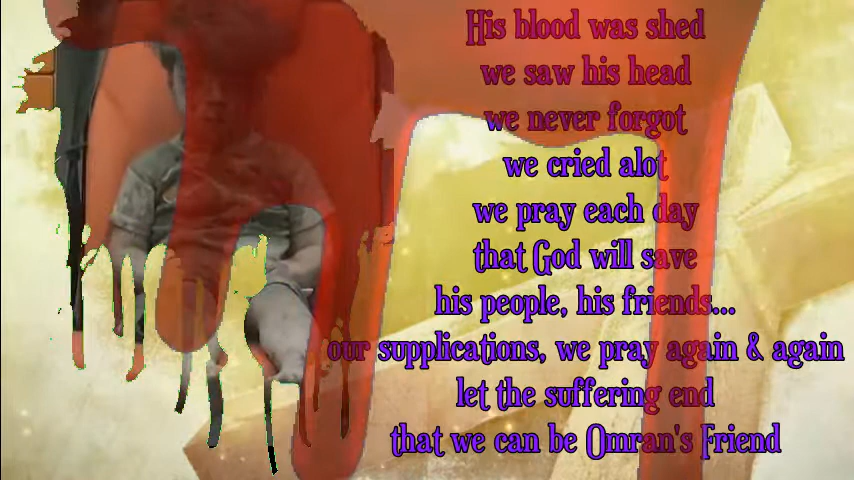 His blood was shed
we saw his head
we never forgot
we cried alot
we pray each day
that God will save
his people, his friends...
our supplications, we pray again & again
let the suffering end
that we can be Omran's Friend